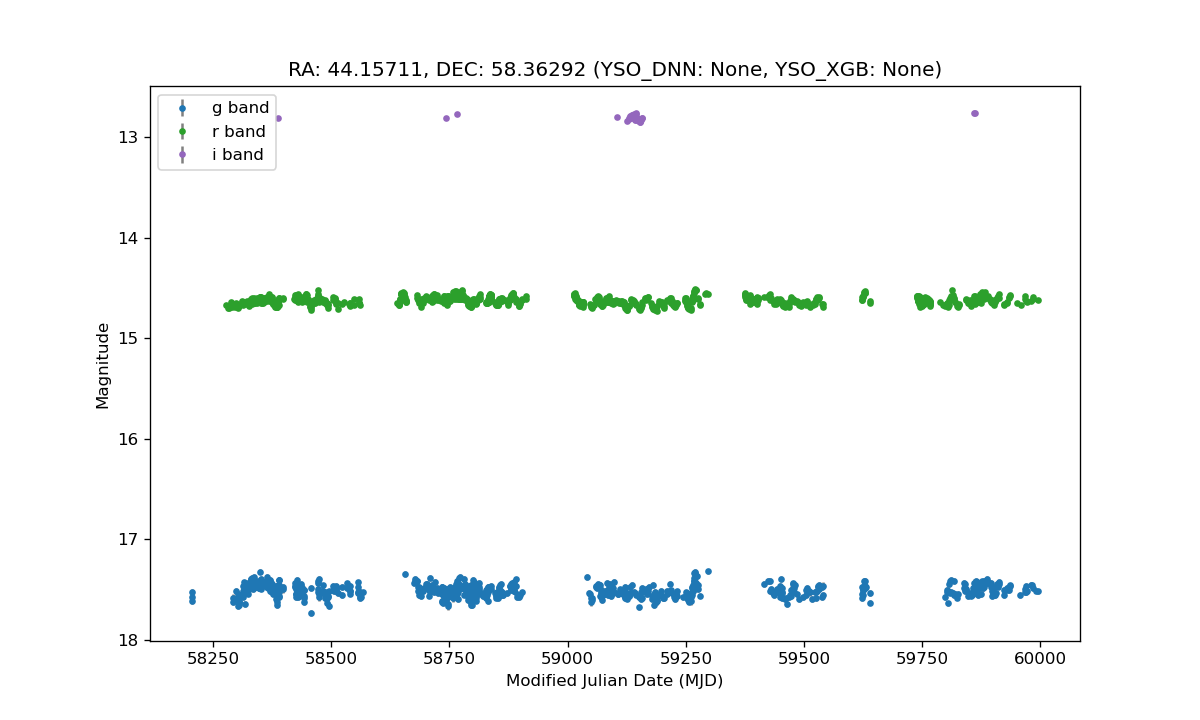 RA: 44.15711, DEC: 58.36292 (YSO_DNN: None, YSO_XGB: None)
g band
r band
i band
13
14
15
16
17
18
Magnitude
58250 58500 58750 59000 59250 59500 59750 60000
Modified Julian Date (MJD)